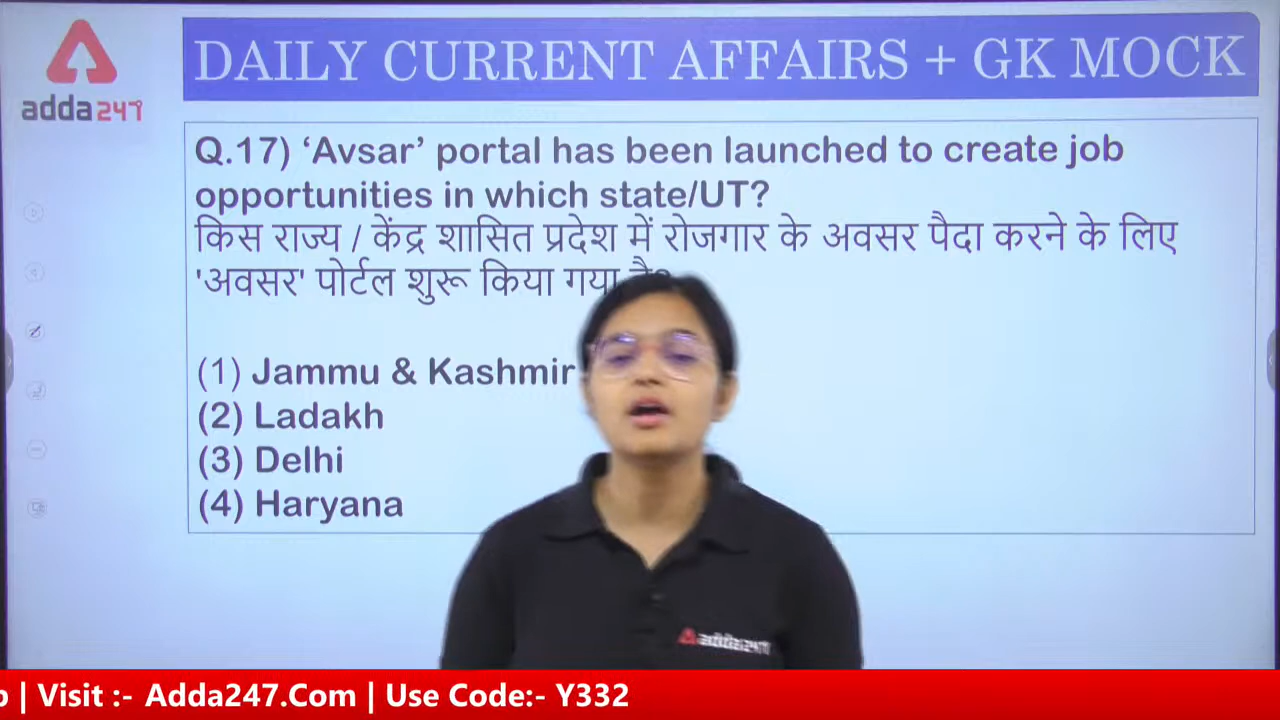 DAILY CURRENT AFFAIRS + GK MOCK
adda247
Q.17) ‘Avsar’ portal has been launched to create job
opportunities in which state/UT?
किस राज्य / केंद्र शासित प्रदेश में रोजगार के अवसर पैदा करने के लिए
'अवसर' पोर्टल शुरू किया गया
(1) Jammu & Kashmir
(2) Ladakh
(3) Delhi
(4) Haryana
adda247
| Visit :- Adda247.Com | Use Code:- Y332